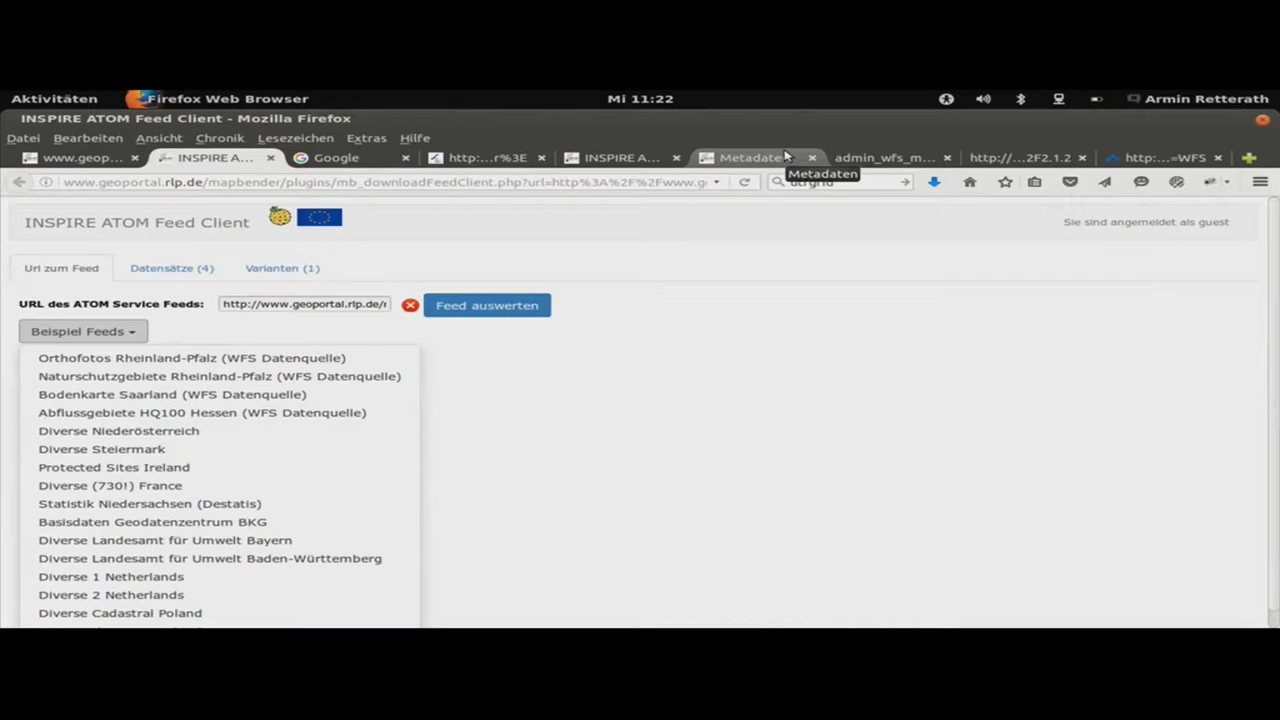 Aktivitäten Firefox Web Browser Mi 11:22 Armin Retterath
INSPIRE ATOM Feed Client - Mozilla Firefox
Datei Bearbeiten Ansicht Chronik Lesezeichen Extras Hilfe
www.geop... INSPIRE A... Google http:...r%3E INSPIRE A... Metadate admin_wfs_m... http://...2F2.1.2 http:...=WFS
www.geoportal.rlp.de/mapbender/plugins/mb_downloadFeedClient.php?url=http%3A%2F%2Fwww.g
Metadaten
INSPIRE ATOM Feed Client Sie sind angemeldet als guest
Url zum Feed Datensätze (4) Varianten (1)
URL des ATOM Service Feeds: http://www.geoportal.rlp.de/r Feed auswerten
Beispiel Feeds
Orthofotos Rheinland-Pfalz (WFS Datenquelle)
Naturschutzgebiete Rheinland-Pfalz (WFS Datenquelle)
Bodenkarte Saarland (WFS Datenquelle)
Abflussgebiete HQ100 Hessen (WFS Datenquelle)
Diverse Niederösterreich
Diverse Steiermark
Protected Sites Ireland
Diverse (730!) France
Statistik Niedersachsen (Destatis)
Basisdaten Geodatenzentrum BKG
Diverse Landesamt für Umwelt Bayern
Diverse Landesamt für Umwelt Baden-Württemberg
Diverse 1 Netherlands
Diverse 2 Netherlands
Diverse Cadastral Poland